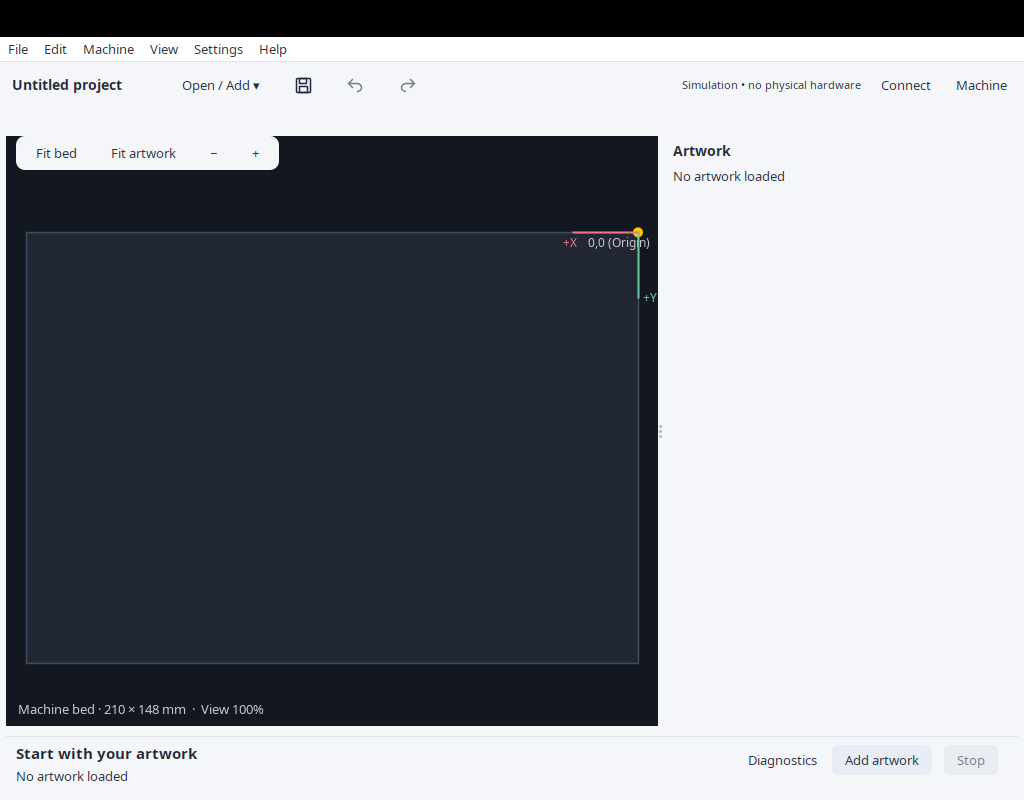 File Edit Machine View Settings Help
Untitled project Open / Add ▾ Simulation • no physical hardware Connect Machine
Fit bed Fit artwork − +
Artwork
No artwork loaded
+X 0,0 (Origin)
+Y
Machine bed · 210 × 148 mm · View 100%
Start with your artwork
No artwork loaded
Diagnostics Add artwork Stop